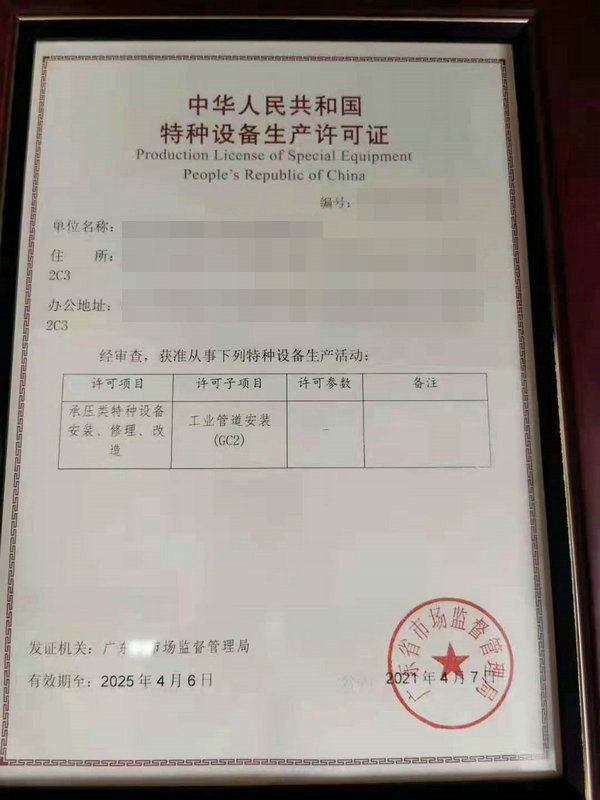 中华人民共和国
特种设备生产许可证
Production License of Special Equipment
People's Republic of China
编号:
单位名称:
住 所:
2C3
办公地址:
2C3
经审查，获准从事下列特种设备生产活动:
许可项目 许可子项目 许可参数 备注
承压类特种设备安装、修理、改造 工业管道安装(GC2) –
发证机关: 广东 市场监督管理局
有效期至: 2025 年 4 月 6 日
2021 年 4 月 7 日
广东省市场监督管理局